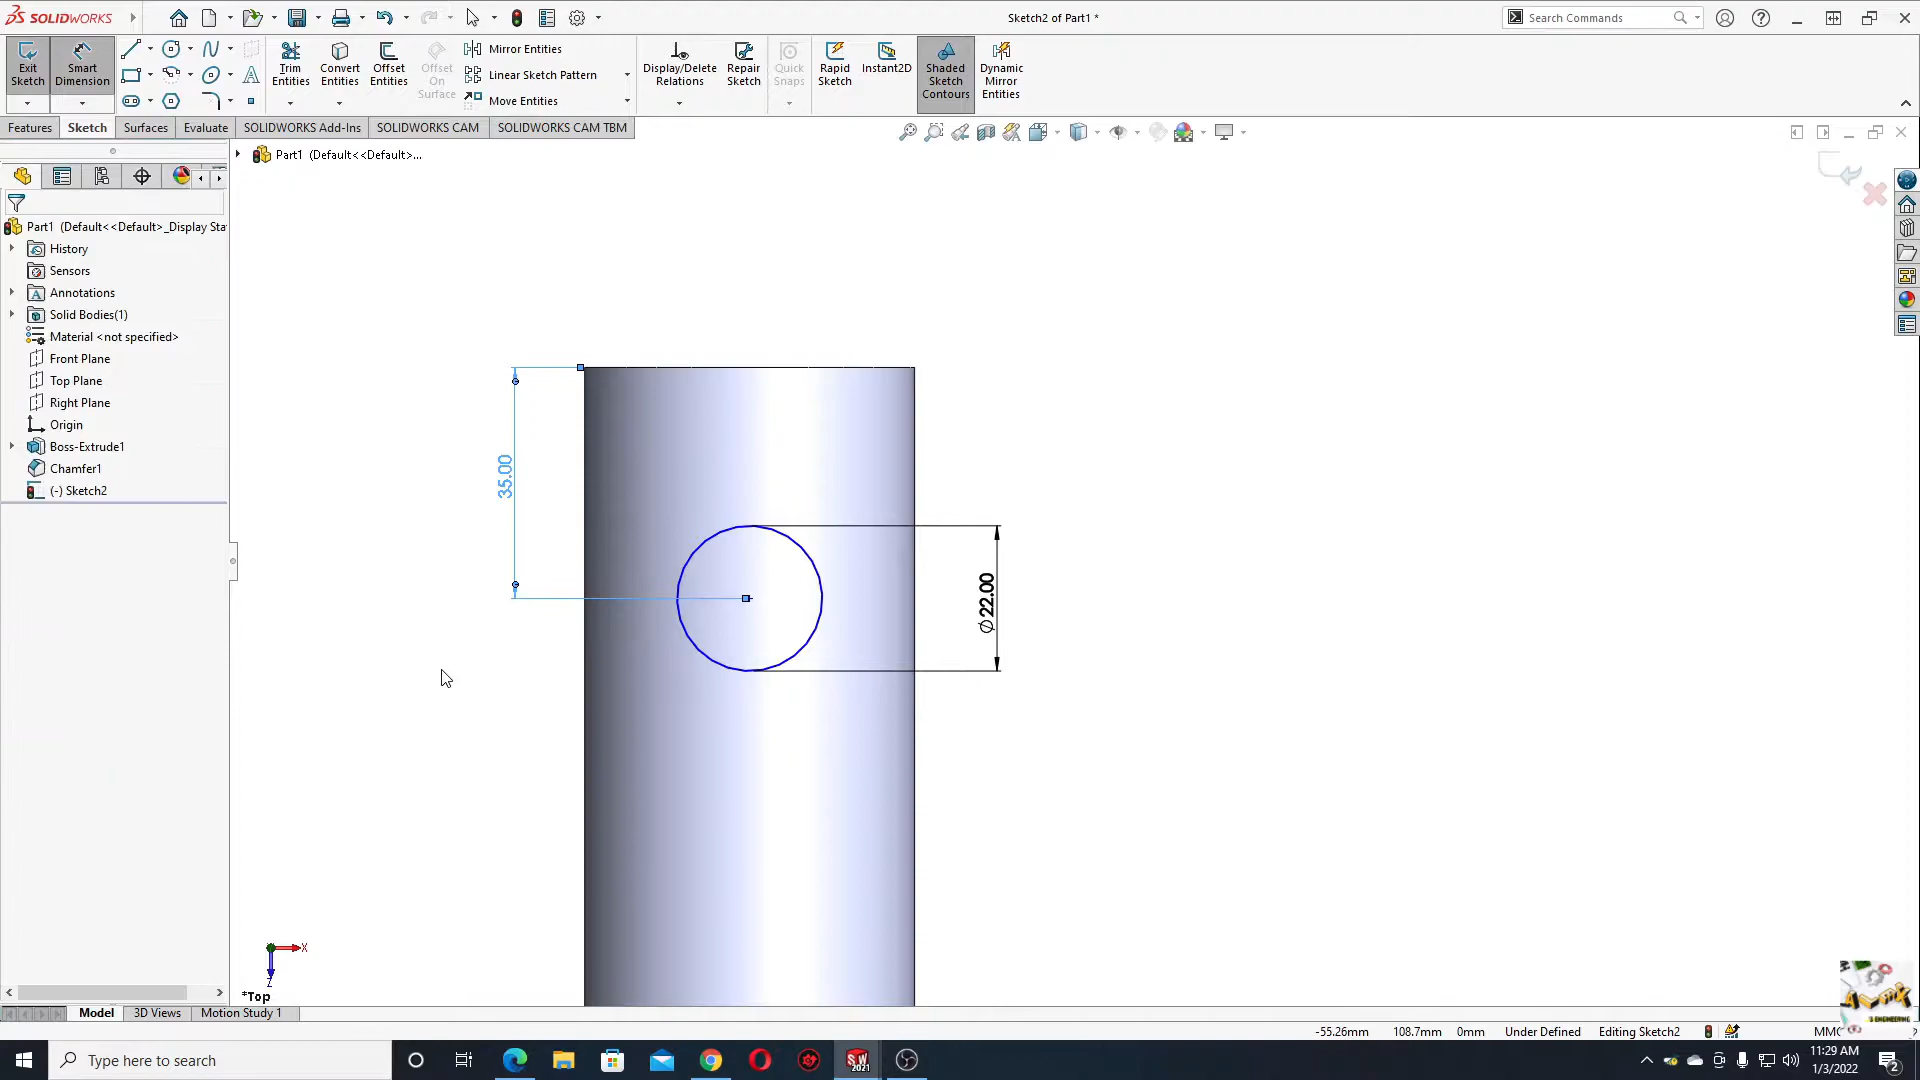 SOLIDWORKS
Sketch2 of Part1 *
Search Commands
Exit Sketch
Smart Dimension
Trim Entities
Convert Entities
Offset Entities
Offset On Surface
Mirror Entities
Linear Sketch Pattern
Move Entities
Display/Delete Relations
Repair Sketch
Quick Snaps
Rapid Sketch
Instant2D
Shaded Sketch Contours
Dynamic Mirror Entities
Features
Sketch
Surfaces
Evaluate
SOLIDWORKS Add-Ins
SOLIDWORKS CAM
SOLIDWORKS CAM TBM
Part1 (Default<<Default>...
Part1 (Default<<Default>_Display Sta
History
Sensors
Annotations
Solid Bodies(1)
Material <not specified>
Front Plane
Top Plane
Right Plane
Origin
Boss-Extrude1
Chamfer1
(-) Sketch2
35.00
∅22.00
X
Z
*Top
Model
3D Views
Motion Study 1
-55.26mm
108.7mm
0mm
Under Defined
Editing Sketch2
Type here to search
SW
2021
11:29 AM
1/3/2022
2